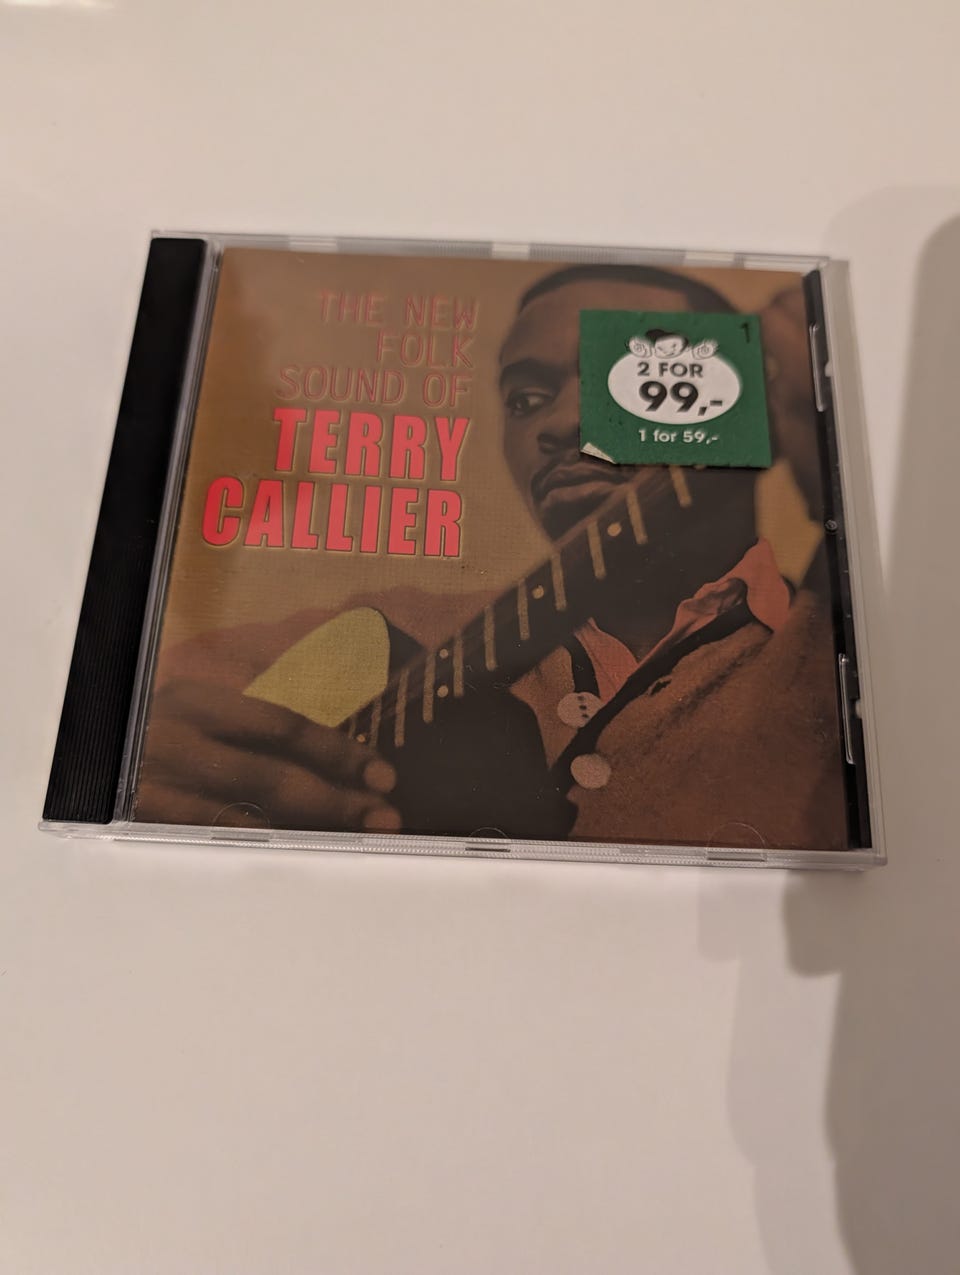 THE NEW
FOLK
SOUND OF
TERRY
CALLIER
1
2 FOR
99,-
1 for 59,-